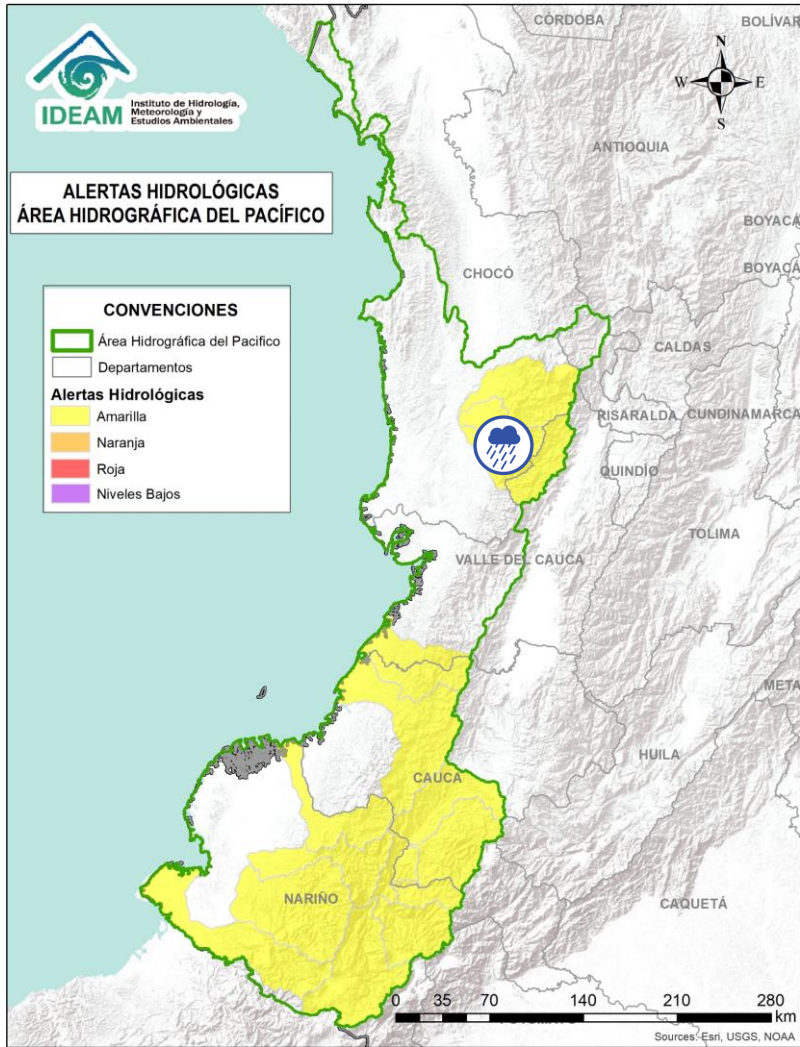 IDEAM
Instituto de Hidrología,
Meteorología y
Estudios Ambientales
ALERTAS HIDROLÓGICAS
ÁREA HIDROGRÁFICA DEL PACÍFICO
CONVENCIONES
Área Hidrográfica del Pacifico
Departamentos
Alertas Hidrológicas
Amarilla
Naranja
Roja
Niveles Bajos
N
W
E
S
CÓRDOBA
BOLÍVAR
ANTIOQUIA
BOYACÁ
CHOCÓ
BOYACÁ
CALDAS
RISARALDA
CUNDINAMARCA
QUINDÍO
TOLIMA
VALLE DEL CAUCA
META
HUILA
CAUCA
NARIÑO
CAQUETÁ
0 35 70 140 210 280
km
Sources: Esri, USGS, NOAA